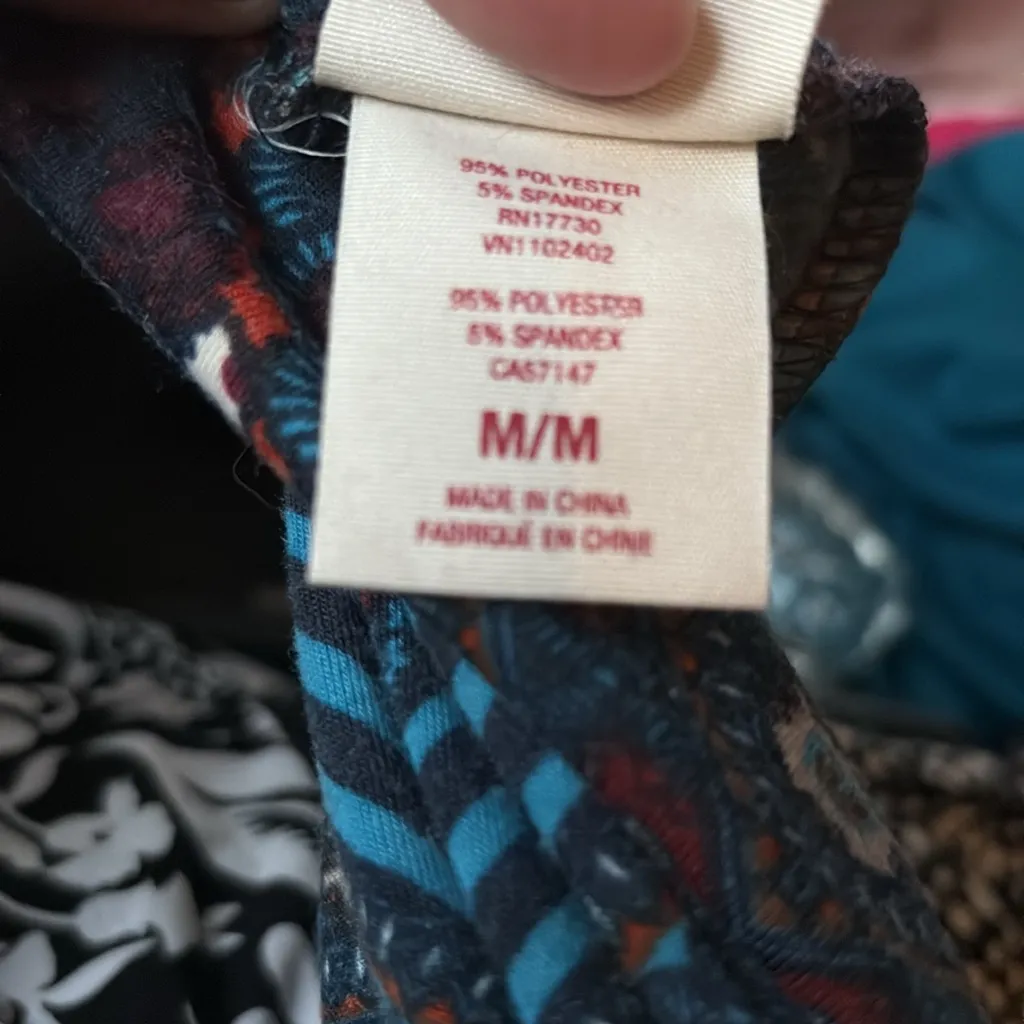 95% POLYESTER
5% SPANDEX
RN17730
VN1102402
95% POLYESTER
5% SPANDEX
CA57147
M/M
MADE IN CHINA
FABRIQUÉ EN CHINE